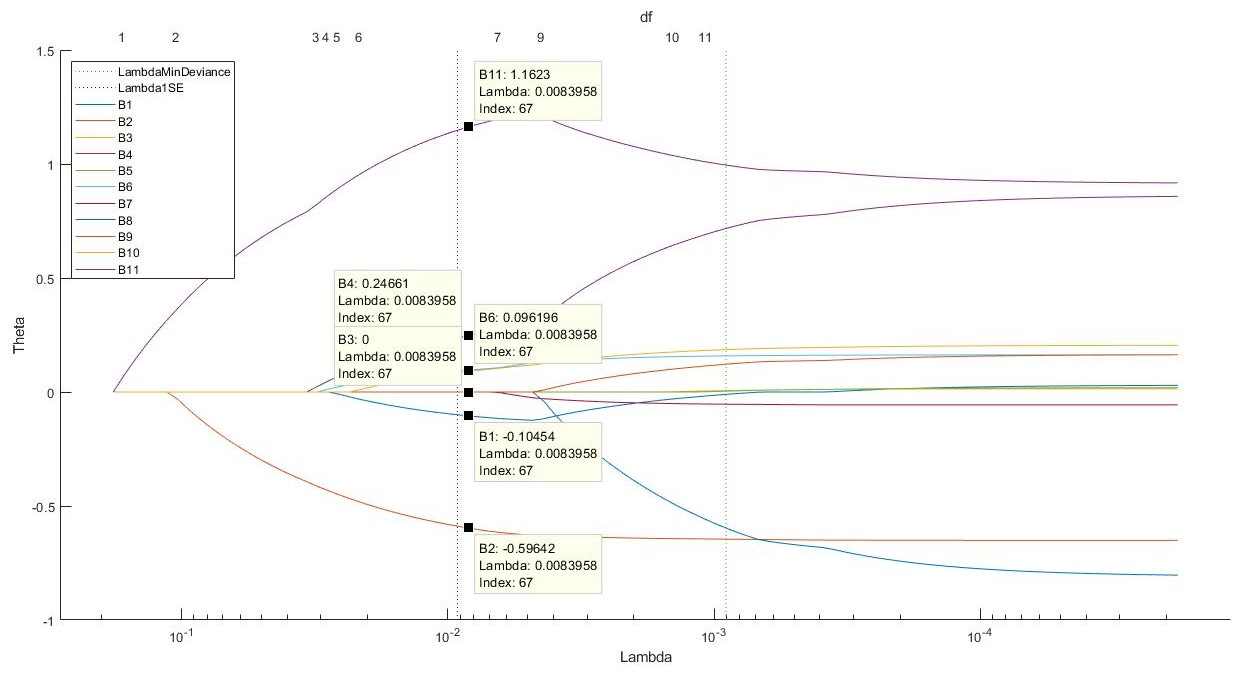 df
1 2 3 4 5 6 7 9 10 11
1.5
1
0.5
0
-0.5
-1
Theta
LambdaMinDeviance
Lambda1SE
B1
B2
B3
B4
B5
B6
B7
B8
B9
B10
B11
B11: 1.1623
Lambda: 0.0083958
Index: 67
B4: 0.24661
Lambda: 0.0083958
Index: 67
B3: 0
Lambda: 0.0083958
Index: 67
B6: 0.096196
Lambda: 0.0083958
Index: 67
B1: -0.10454
Lambda: 0.0083958
Index: 67
B2: -0.59642
Lambda: 0.0083958
Index: 67
10⁻¹ 10⁻² 10⁻³ 10⁻⁴
Lambda